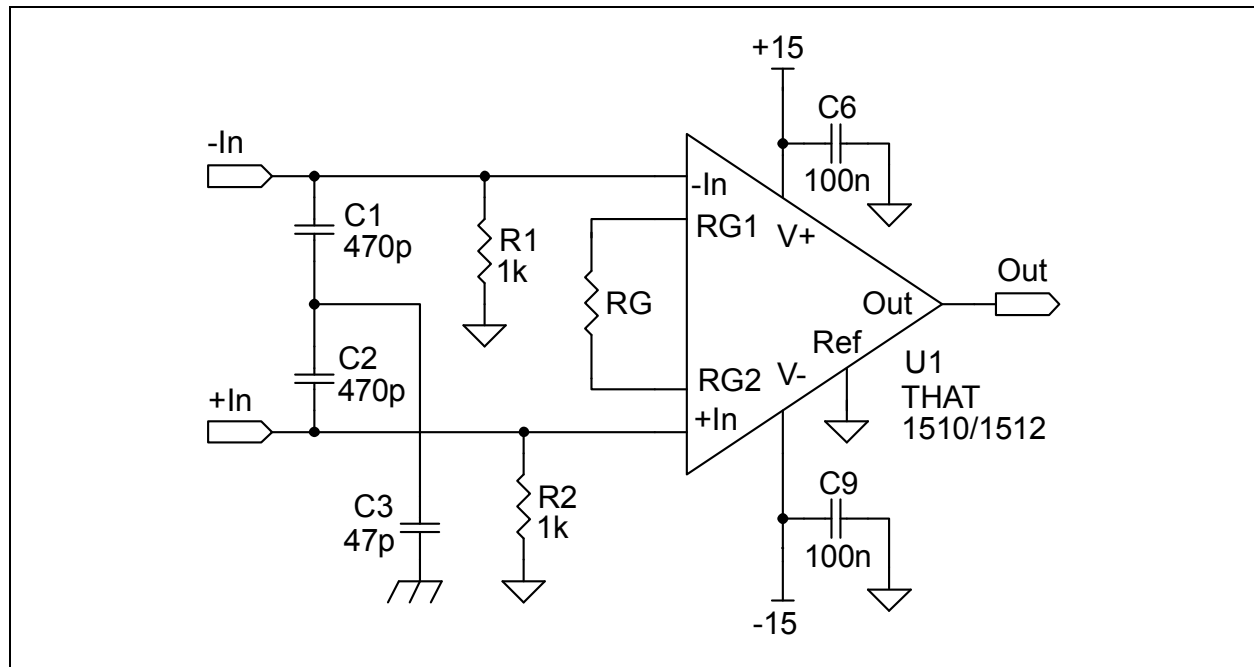 +15
C6
100n
-In
C1
470p
R1
1k
-In
RG1
V+
RG
Out
Out
Ref
C2
470p
RG2
V-
+In
+In
U1
THAT
1510/1512
C3
47p
R2
1k
C9
100n
-15